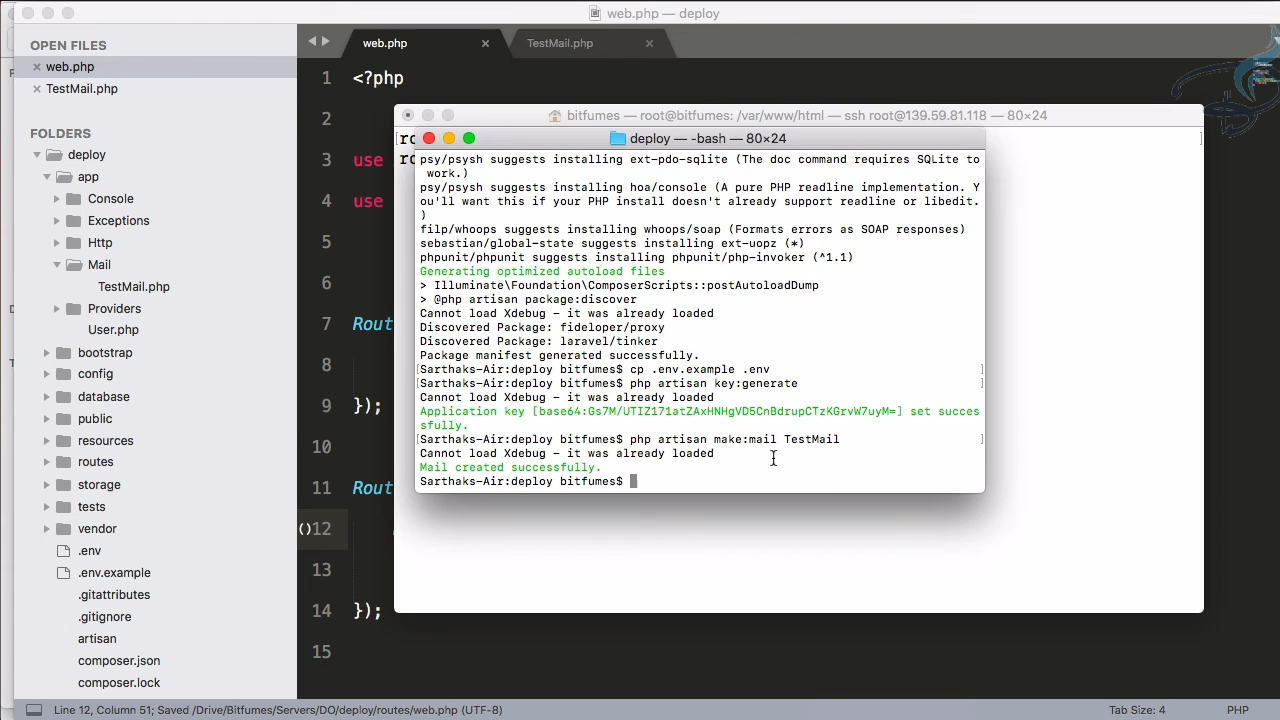 web.php — deploy
OPEN FILES
web.php
TestMail.php
FOLDERS
deploy
app
Console
Exceptions
Http
Mail
TestMail.php
Providers
User.php
bootstrap
config
database
public
resources
routes
storage
tests
vendor
.env
.env.example
.gitattributes
.gitignore
artisan
composer.json
composer.lock
web.php
TestMail.php
1 <?php
2
3 use
4 use
5
6
7 Rout
8
9 });
10
11 Rout
12
13
14 });
15
bitfumes — root@bitfumes: /var/www/html — ssh root@139.59.81.118 — 80×24
[ro
ro
deploy — -bash — 80×24
psy/psysh suggests installing ext-pdo-sqlite (The doc command requires SQLite to
work.)
psy/psysh suggests installing hoa/console (A pure PHP readline implementation. Y
ou'll want this if your PHP install doesn't already support readline or libedit.
)
filp/whoops suggests installing whoops/soap (Formats errors as SOAP responses)
sebastian/global-state suggests installing ext-uopz (*)
phpunit/phpunit suggests installing phpunit/php-invoker (^1.1)
Generating optimized autoload files
> Illuminate\Foundation\ComposerScripts::postAutoloadDump
> @php artisan package:discover
Cannot load Xdebug - it was already loaded
Discovered Package: fideloper/proxy
Discovered Package: laravel/tinker
Package manifest generated successfully.
[Sarthaks-Air:deploy bitfumes$ cp .env.example .env ]
[Sarthaks-Air:deploy bitfumes$ php artisan key:generate ]
Cannot load Xdebug - it was already loaded
Application key [base64:Gs7M/UTIZ171atZAxHNHgVD5CnBdrupCTzKGrvW7uyM=] set succes
sfully.
[Sarthaks-Air:deploy bitfumes$ php artisan make:mail TestMail ]
Cannot load Xdebug - it was already loaded
Mail created successfully.
Sarthaks-Air:deploy bitfumes$
Line 12, Column 51; Saved /Drive/Bitfumes/Servers/DO/deploy/routes/web.php (UTF-8)
Tab Size: 4
PHP